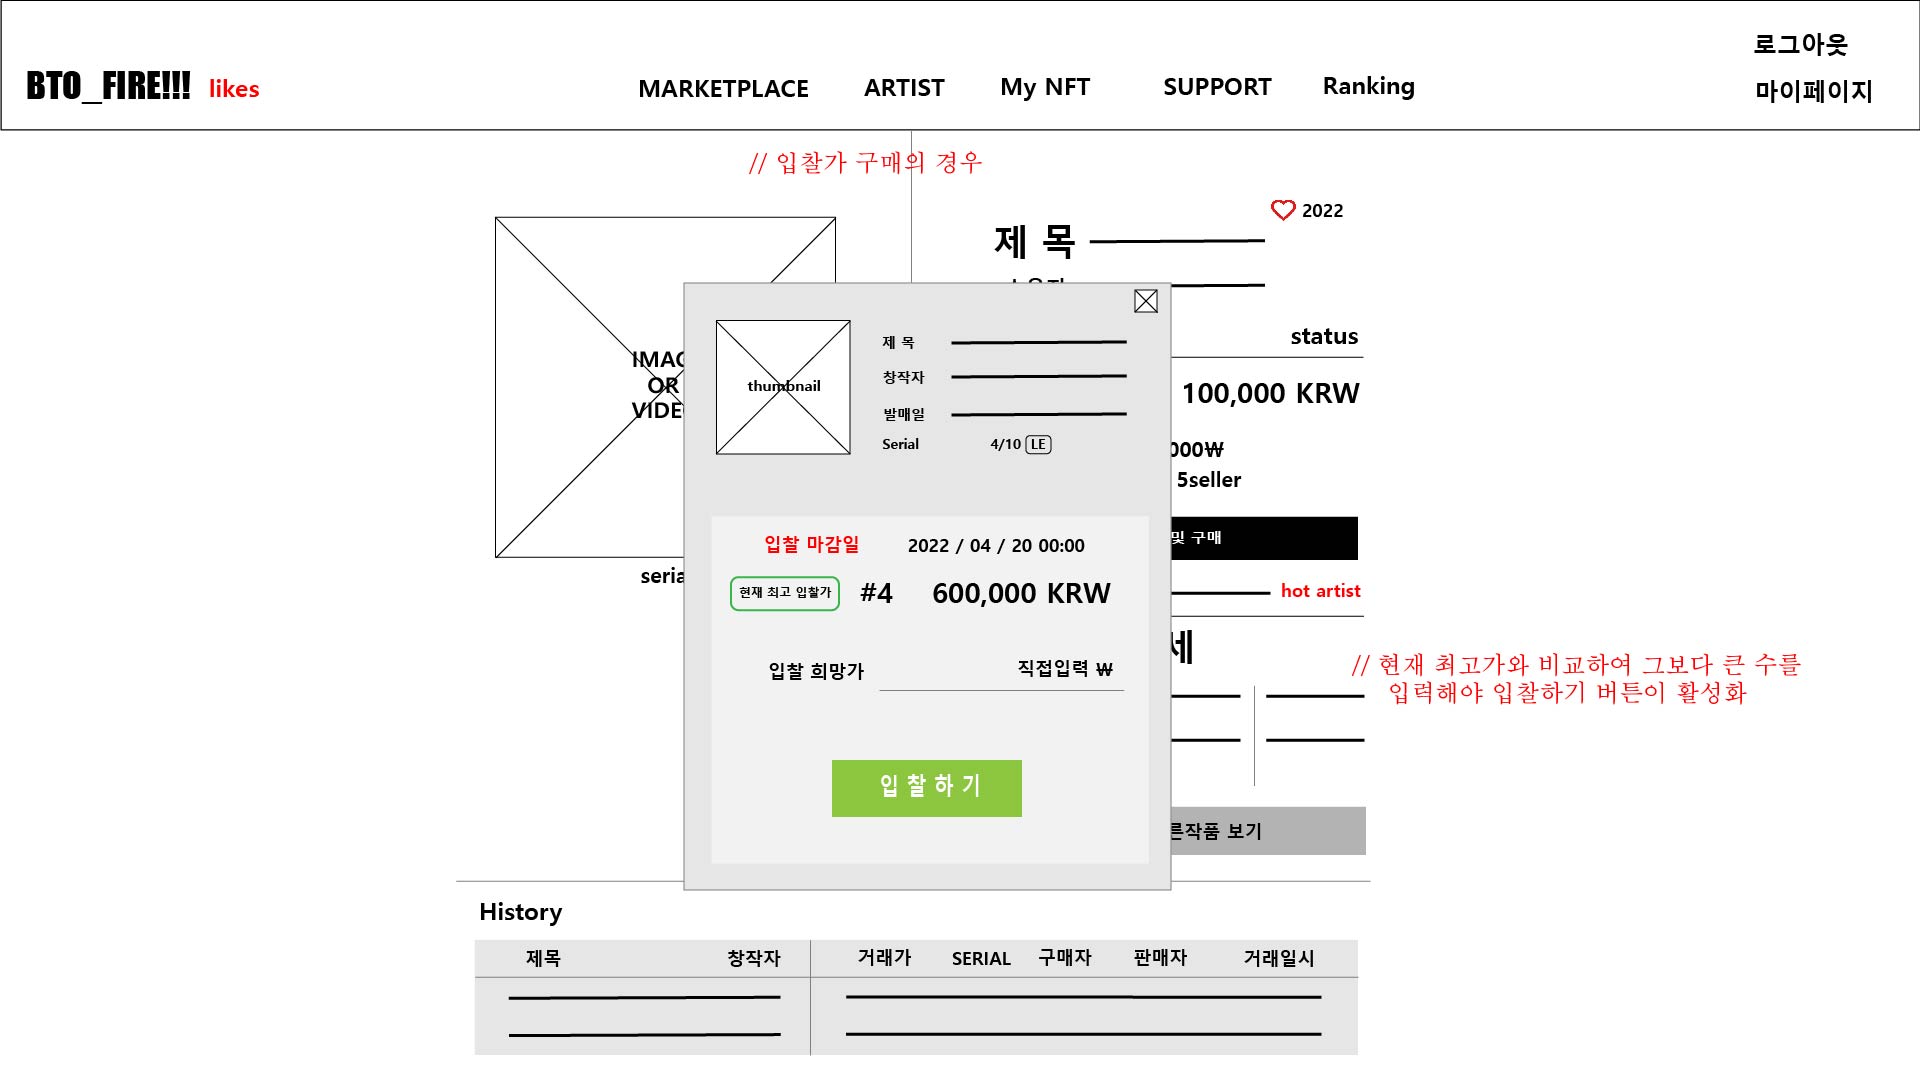 로그아웃
BTO_FIRE!!! likes MARKETPLACE ARTIST My NFT SUPPORT Ranking 마이페이지
// 입찰가 구매의 경우
2022
제 목
status
100,000 KRW
000₩
5seller
및 구매
hot artist
세
른작품 보기
IMAG
OR
VIDE
seria
thumbnail
제 목
창작자
발매일
Serial 4/10 LE
입찰 마감일 2022 / 04 / 20 00:00
현재 최고 입찰가 #4 600,000 KRW
입찰 희망가 직접입력 ₩
입 찰 하 기
// 현재 최고가와 비교하여 그보다 큰 수를
입력해야 입찰하기 버튼이 활성화
History
제목 창작자 거래가 SERIAL 구매자 판매자 거래일시